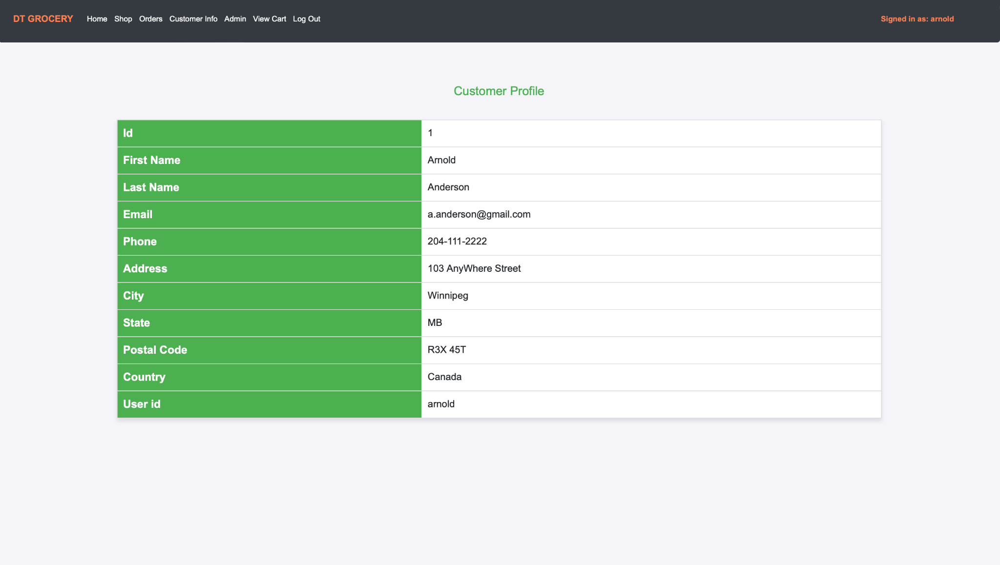 DT GROCERY Home Shop Orders Customer Info Admin View Cart Log Out Signed in as: arnold
Customer Profile
Id 1
First Name Arnold
Last Name Anderson
Email a.anderson@gmail.com
Phone 204-111-2222
Address 103 AnyWhere Street
City Winnipeg
State MB
Postal Code R3X 45T
Country Canada
User id arnold